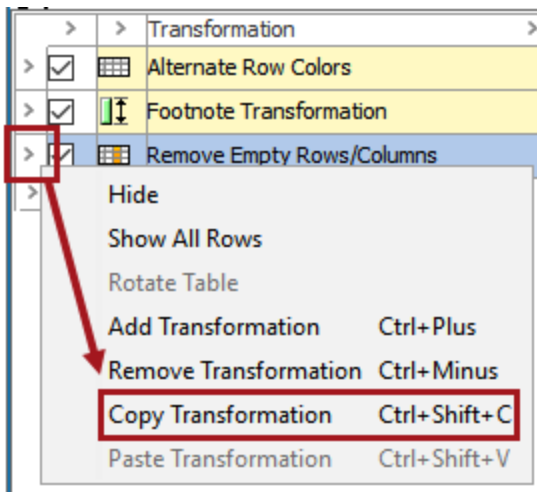 Transformation
Alternate Row Colors
Footnote Transformation
Remove Empty Rows/Columns
Hide
Show All Rows
Rotate Table
Add Transformation Ctrl+Plus
Remove Transformation Ctrl+Minus
Copy Transformation Ctrl+Shift+C
Paste Transformation Ctrl+Shift+V